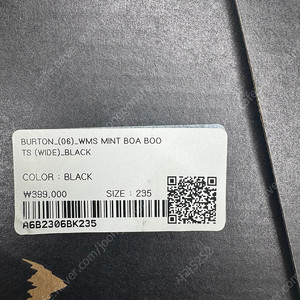 BURTON_(06)_WMS MINT BOA BOO
TS (WIDE)_BLACK
COLOR : BLACK
₩399,000 SIZE : 235
A6B2306BK235